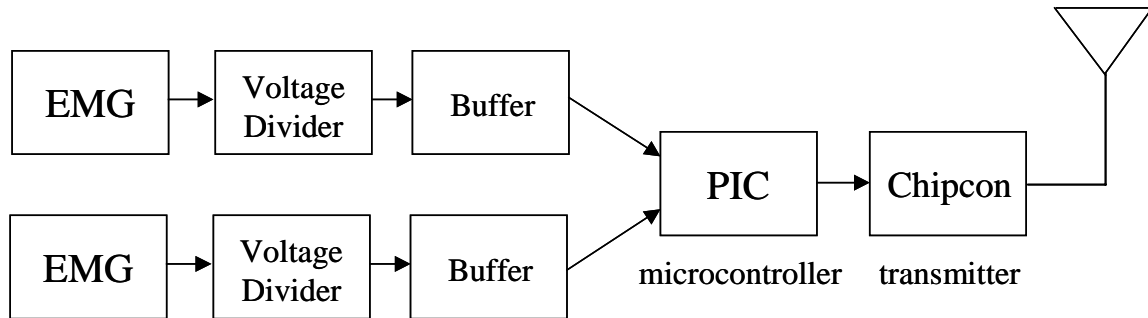 EMG
Voltage
Divider
Buffer
PIC
Chipcon
microcontroller
transmitter
EMG
Voltage
Divider
Buffer